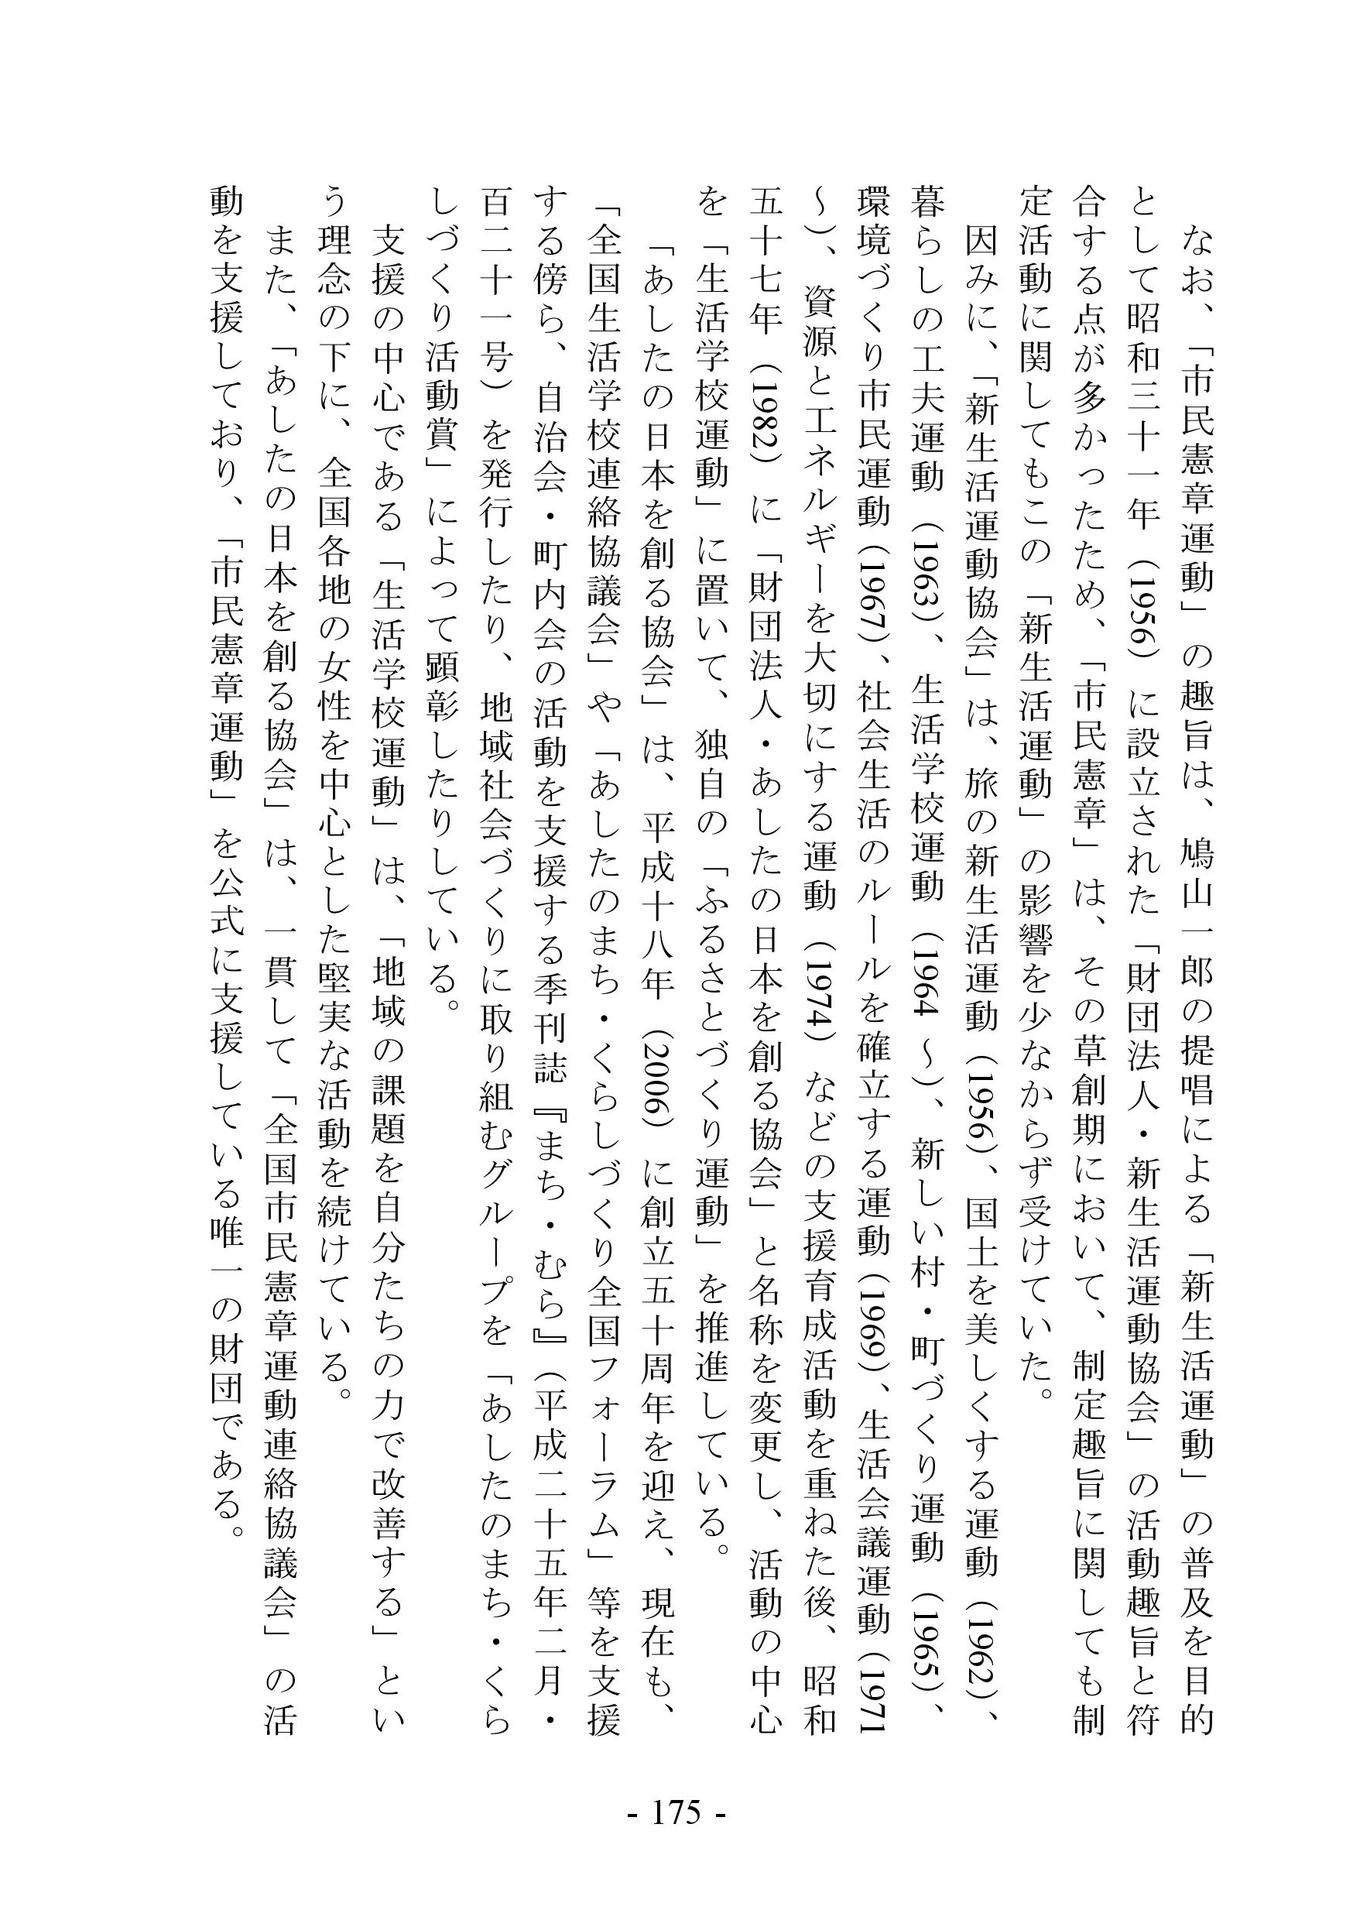 なお、「市民憲章運動」の趣旨は、鳩山一郎の提唱による「新生活運動」の普及を目的
として昭和三十一年（1956）に設立された「財団法人・新生活運動協会」の活動趣旨と符
合する点が多かったため、「市民憲章」は、その草創期において、制定趣旨に関しても制
定活動に関してもこの「新生活運動」の影響を少なからず受けていた。
因みに、「新生活運動協会」は、旅の新生活運動（1956）、国土を美しくする運動（1962）、
暮らしの工夫運動（1963）、生活学校運動（1964 〜）、新しい村・町づくり運動（1965）、
環境づくり市民運動（1967）、社会生活のルールを確立する運動（1969）、生活会議運動（1971
〜）、資源とエネルギーを大切にする運動（1974）などの支援育成活動を重ねた後、昭和
五十七年（1982）に「財団法人・あしたの日本を創る協会」と名称を変更し、活動の中心
を「生活学校運動」に置いて、独自の「ふるさとづくり運動」を推進している。
「あしたの日本を創る協会」は、平成十八年（2006）に創立五十周年を迎え、現在も、
「全国生活学校連絡協議会」や「あしたのまち・くらしづくり全国フォーラム」等を支援
する傍ら、自治会・町内会の活動を支援する季刊誌『まち・むら』（平成二十五年二月・
百二十一号）を発行したり、地域社会づくりに取り組むグループを「あしたのまち・くら
しづくり活動賞」によって顕彰したりしている。
支援の中心である「生活学校運動」は、「地域の課題を自分たちの力で改善する」とい
う理念の下に、全国各地の女性を中心とした堅実な活動を続けている。
また、「あしたの日本を創る協会」は、一貫して「全国市民憲章運動連絡協議会」の活
動を支援しており、「市民憲章運動」を公式に支援している唯一の財団である。
- 175 -